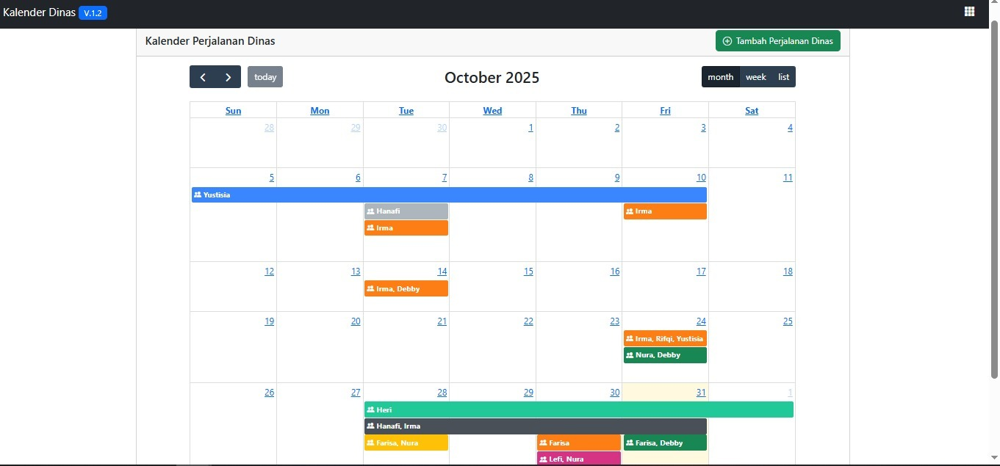 Kalender Dinas V.1.2
Kalender Perjalanan Dinas
Tambah Perjalanan Dinas
today
October 2025
month week list
Sun Mon Tue Wed Thu Fri Sat
28 29 30 1 2 3 4
5 6 7 8 9 10 11
Yustisia
Hanafi Irma
Irma
12 13 14 15 16 17 18
Irma, Debby
19 20 21 22 23 24 25
Irma, Rifqi, Yustisia
Nura, Debby
26 27 28 29 30 31 1
Heri
Hanafi, Irma
Farisa, Nura Farisa Farisa, Debby
Lefi, Nura